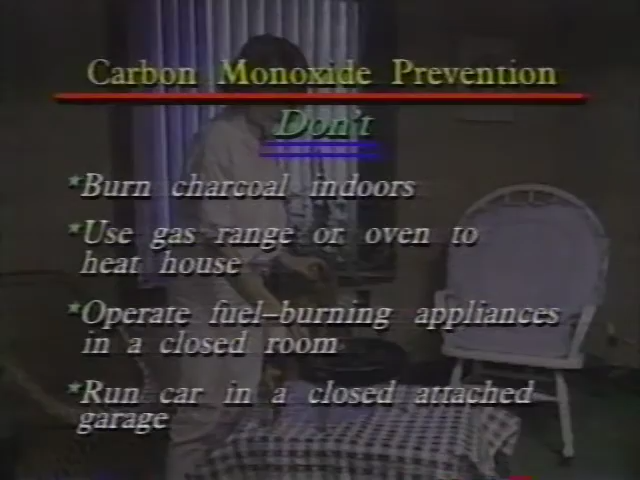 Carbon Monoxide Prevention
Don't
*Burn charcoal indoors
*Use gas range or oven to
heat house
*Operate fuel-burning appliances
in a closed room
*Run car in a closed attached
garage